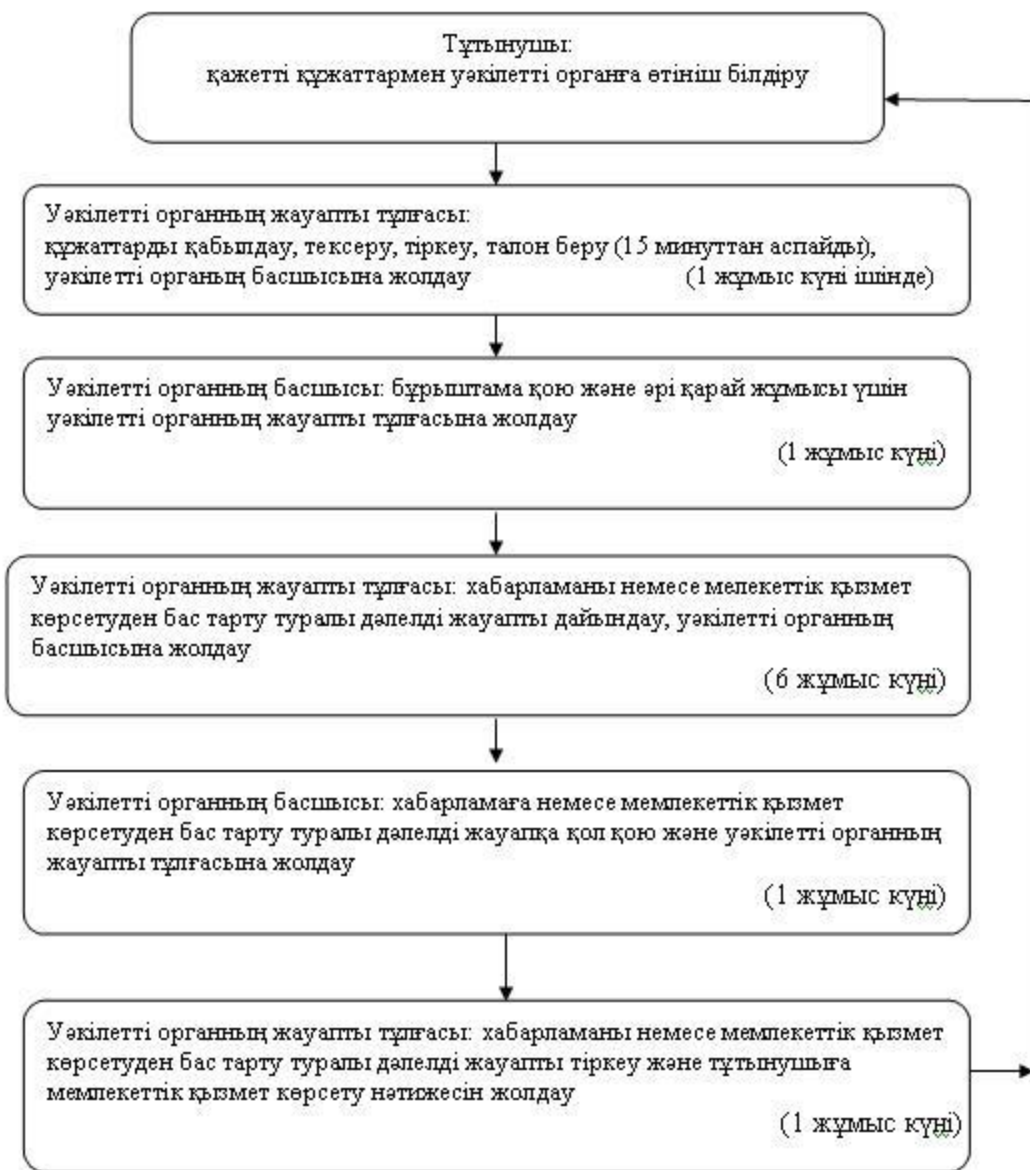 Тұтынушы:
қажетті құжаттармен уәкілетті органға өтініш білдіру
Уәкілетті органның жауапты тұлғасы:
құжаттарды қабылдау, тексеру, тіркеу, талон беру (15 минуттан аспайды),
уәкілетті органың басшысына жолдау (1 жұмыс күні ішінде)
Уәкілетті органның басшысы: бұрыштама қою және әрі қарай жұмысы үшін
уәкілетті органның жауапты тұлғасына жолдау
(1 жұмыс күні)
Уәкілетті органның жауапты тұлғасы: хабарламаны немесе мелекеттік қызмет
көрсетуден бас тарту туралы дәлелді жауапты дайындау, уәкілетті органның
басшысына жолдау
(6 жұмыс күні)
Уәкілетті органның басшысы: хабарламаға немесе мемлекеттік қызмет
көрсетуден бас тарту туралы дәлелді жауапқа қол қою және уәкілетті органның
жауапты тұлғасына жолдау
(1 жұмыс күні)
Уәкілетті органның жауапты тұлғасы: хабарламаны немесе мемлекеттік қызмет
көрсетуден бас тарту туралы дәлелді жауапты тіркеу және тұтынушыға
мемлекеттік қызмет көрсету нәтижесін жолдау
(1 жұмыс күні)